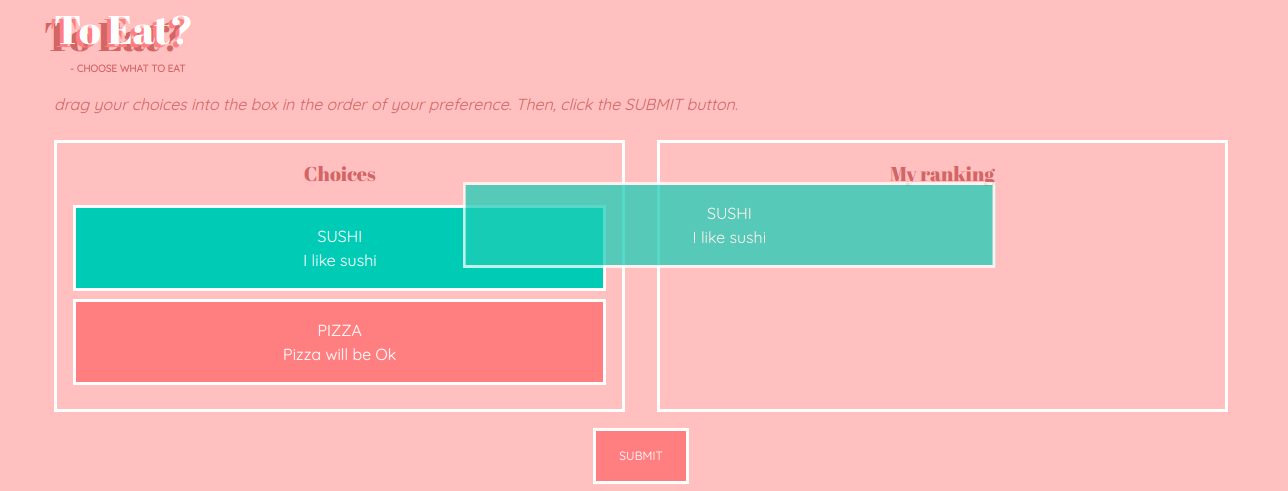 To Eat?
- CHOOSE WHAT TO EAT
drag your choices into the box in the order of your preference. Then, click the SUBMIT button.
Choices
SUSHI
I like sushi
PIZZA
Pizza will be Ok
My ranking
SUSHI
I like sushi
SUBMIT